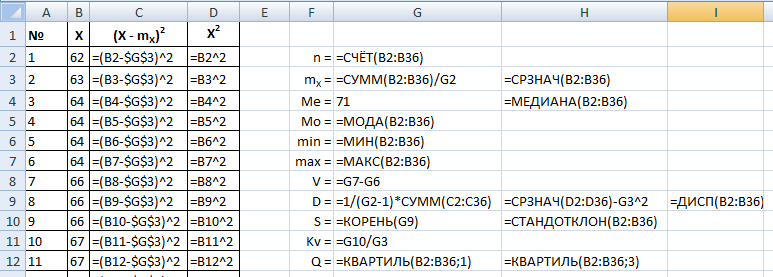 A B C D E F G H I
1 № X (X - mX)2 X2
2 1 62 =(B2-$G$3)^2 =B2^2 n = =СЧЁТ(B2:B36)
3 2 63 =(B3-$G$3)^2 =B3^2 mX = =СУММ(B2:B36)/G2 =СРЗНАЧ(B2:B36)
4 3 64 =(B4-$G$3)^2 =B4^2 Me = 71 =МЕДИАНА(B2:B36)
5 4 64 =(B5-$G$3)^2 =B5^2 Mo = =МОДА(B2:B36)
6 5 64 =(B6-$G$3)^2 =B6^2 min = =МИН(B2:B36)
7 6 64 =(B7-$G$3)^2 =B7^2 max = =МАКС(B2:B36)
8 7 66 =(B8-$G$3)^2 =B8^2 V = =G7-G6
9 8 66 =(B9-$G$3)^2 =B9^2 D = =1/(G2-1)*СУММ(C2:C36) =СРЗНАЧ(D2:D36)-G3^2 =ДИСП(B2:B36)
10 9 66 =(B10-$G$3)^2 =B10^2 S = =КОРЕНЬ(G9) =СТАНДОТКЛОН(B2:B36)
11 10 67 =(B11-$G$3)^2 =B11^2 Kv = =G10/G3
12 11 67 =(B12-$G$3)^2 =B12^2 Q = =КВАРТИЛЬ(B2:B36;1) =КВАРТИЛЬ(B2:B36;3)